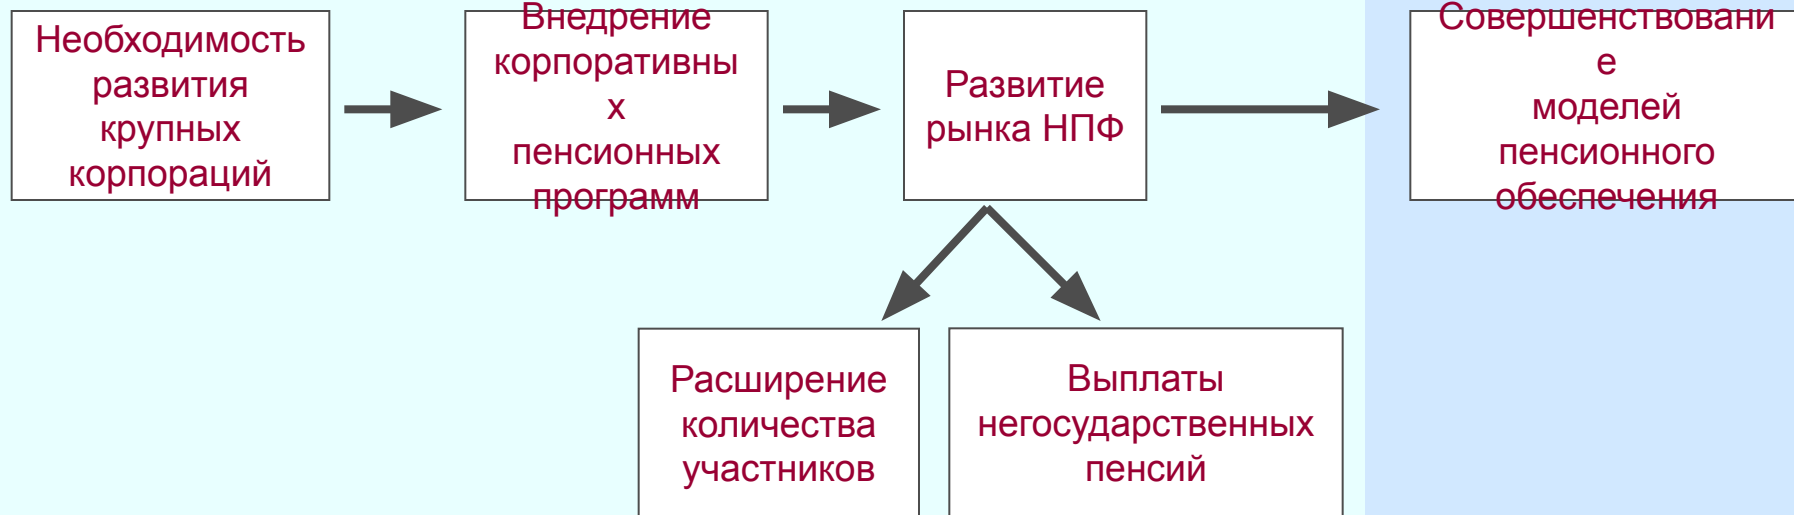 Необходимость
развития
крупных
корпораций
Внедрение
корпоративны
х
пенсионных
программ
Развитие
рынка НПФ
Совершенствовани
е
моделей
пенсионного
обеспечения
Расширение
количества
участников
Выплаты
негосударственных
пенсий